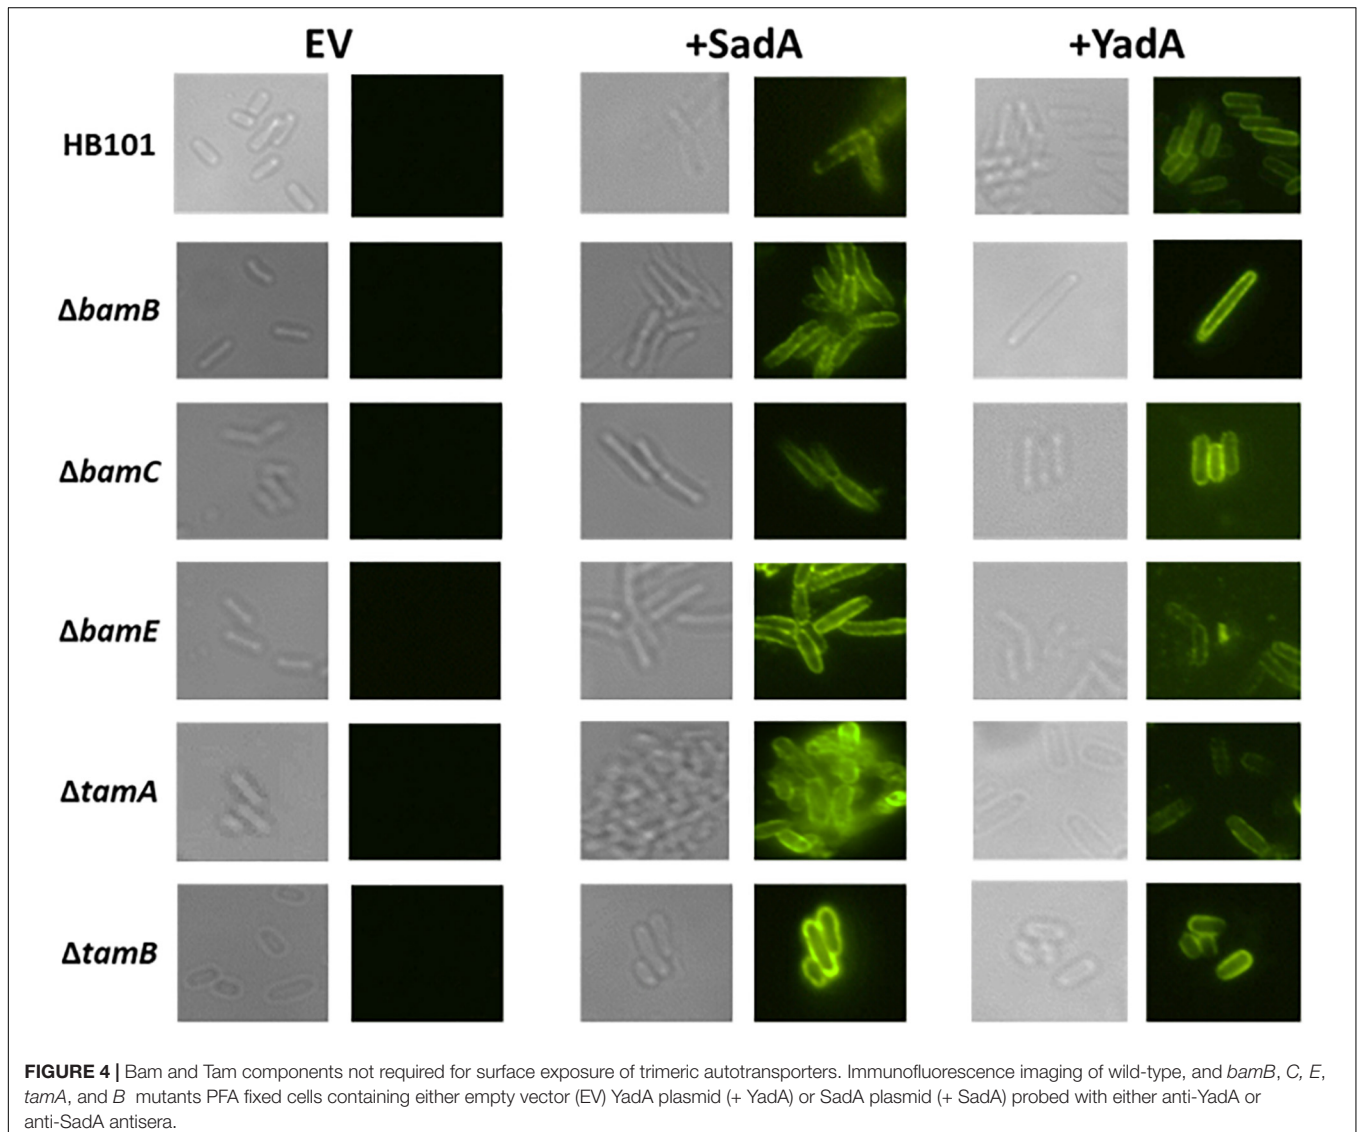 EV +SadA +YadA
HB101
ΔbamB
ΔbamC
ΔbamE
ΔtamA
ΔtamB
FIGURE 4 | Bam and Tam components not required for surface exposure of trimeric autotransporters. Immunofluorescence imaging of wild-type, and bamB, C, E,
tamA, and B mutants PFA fixed cells containing either empty vector (EV) YadA plasmid (+ YadA) or SadA plasmid (+ SadA) probed with either anti-YadA or
anti-SadA antisera.